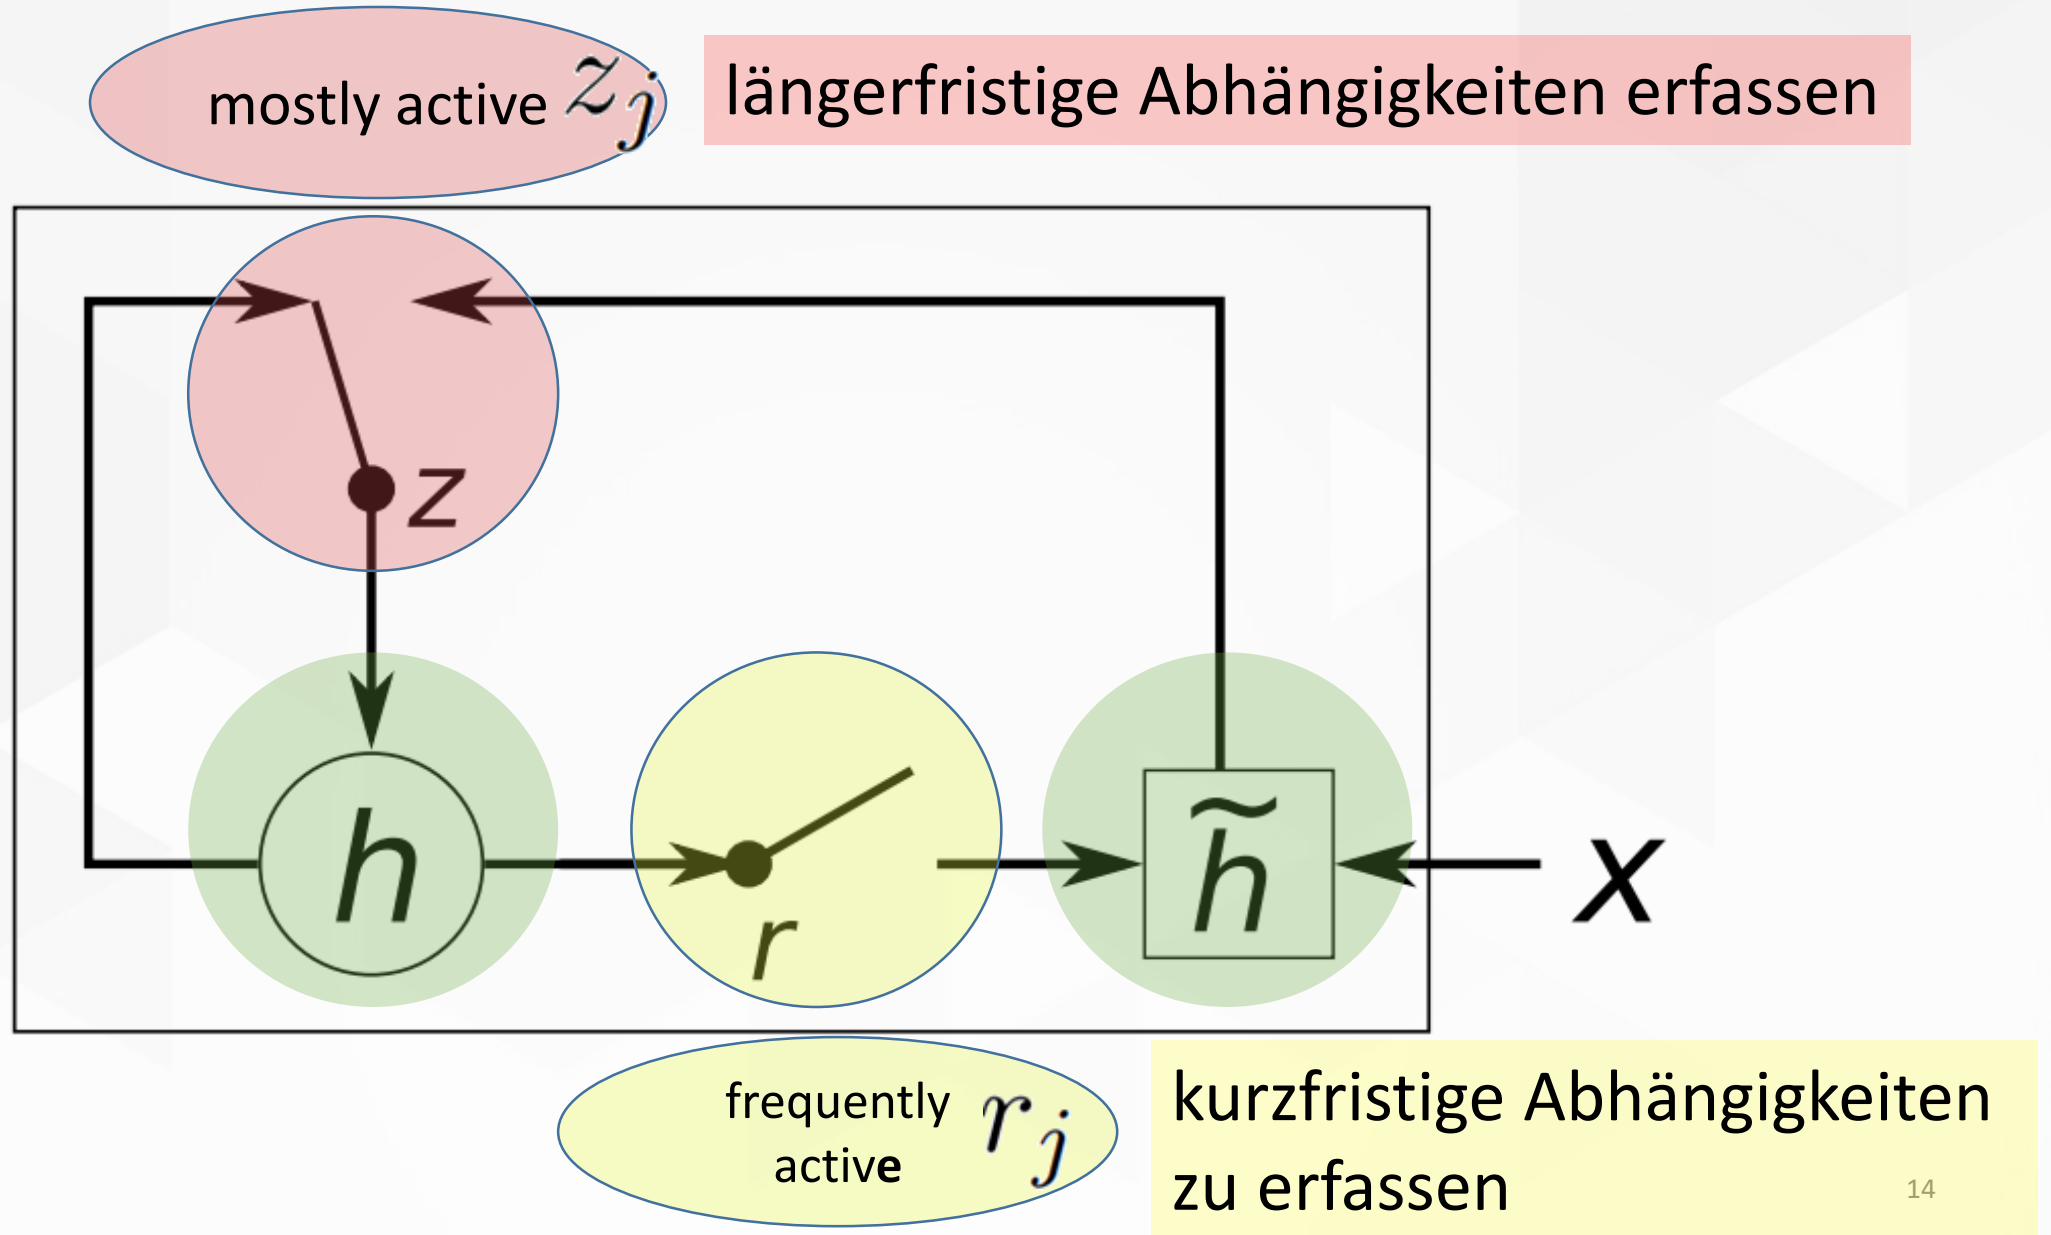 mostly active z_j
längerfristige Abhängigkeiten erfassen
z
h
r
h̃
x
frequently
active r_j
kurzfristige Abhängigkeiten
zu erfassen
14